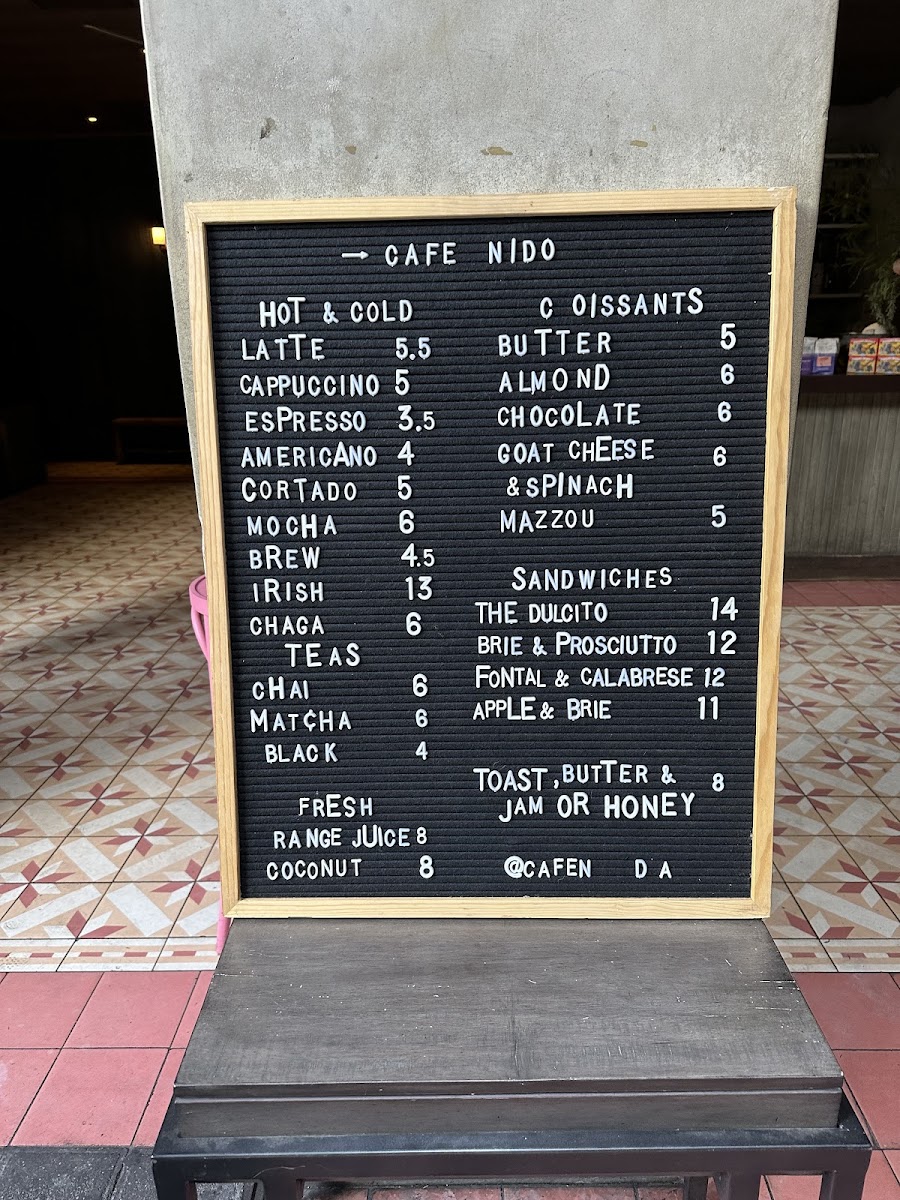 → CAFE NIDO
HOT & COLD
LATTE 5.5
CAPPUCCINO 5
ESPRESSO 3.5
AMERICANO 4
CORTADO 5
MOCHA 6
BREW 4.5
IRISH 13
CHAGA 6
TEAS
CHAI 6
MATCHA 6
BLACK 4
FRESH
RANGE JUICE 8
COCONUT 8
C OISSANTS
BUTTER 5
ALMOND 6
CHOCOLATE 6
GOAT CHEESE 6
& SPINACH
MAZZOU 5
SANDWICHES
THE DULCITO 14
BRIE & PROSCIUTTO 12
FONTAL & CALABRESE 12
APPLE & BRIE 11
TOAST, BUTTER & 8
JAM OR HONEY
@CAFEN D A